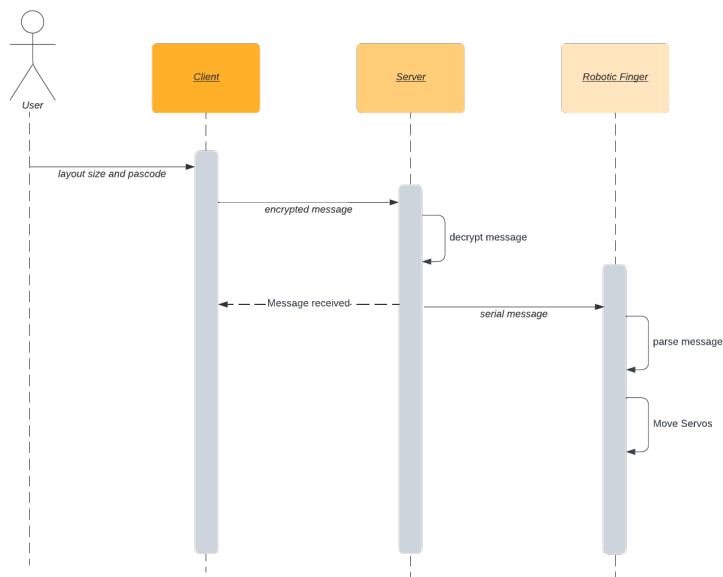 Client
Server
Robotic Finger
User
layout size and pascode
encrypted message
decrypt message
Message received
serial message
parse message
Move Servos